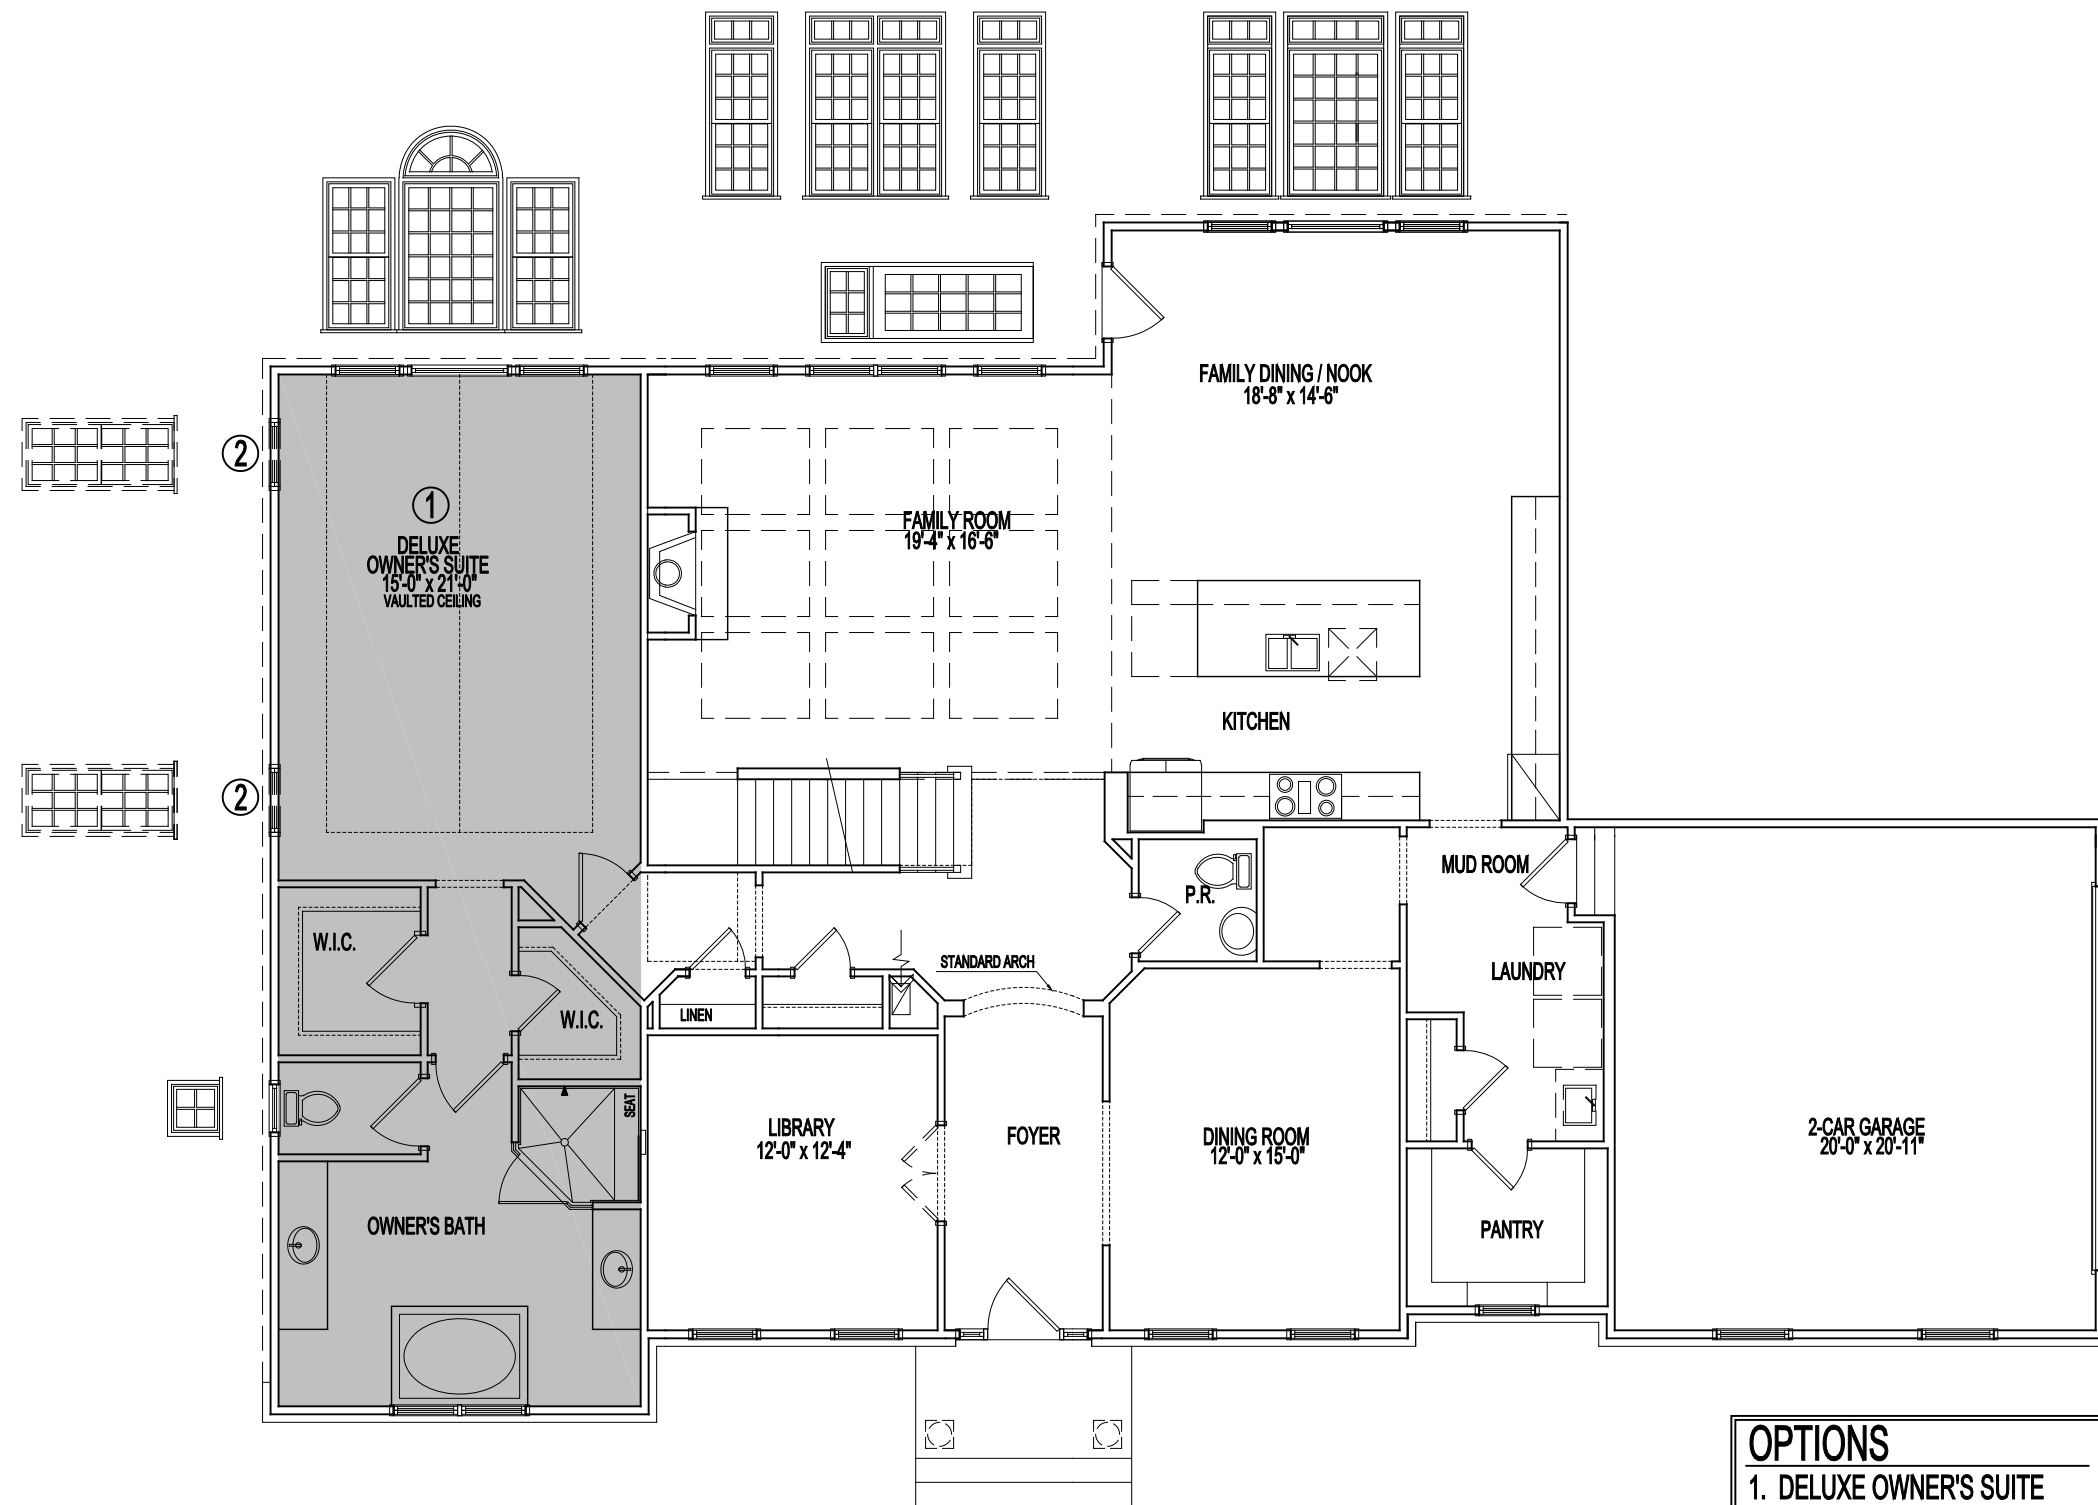 FAMILY DINING / NOOK
18'-8" x 14'-6"
2
1
DELUXE
OWNER'S SUITE
15'-0" x 21'-0"
VAULTED CEILING
FAMILY ROOM
19'-4" x 16'-6"
KITCHEN
2
MUD ROOM
P.R.
W.I.C.
STANDARD ARCH
LAUNDRY
W.I.C.
LINEN
SEAT
LIBRARY
12'-0" x 12'-4"
FOYER
DINING ROOM
12'-0" x 15'-0"
2-CAR GARAGE
20'-0" x 20'-11"
OWNER'S BATH
PANTRY
OPTIONS
1. DELUXE OWNER'S SUITE